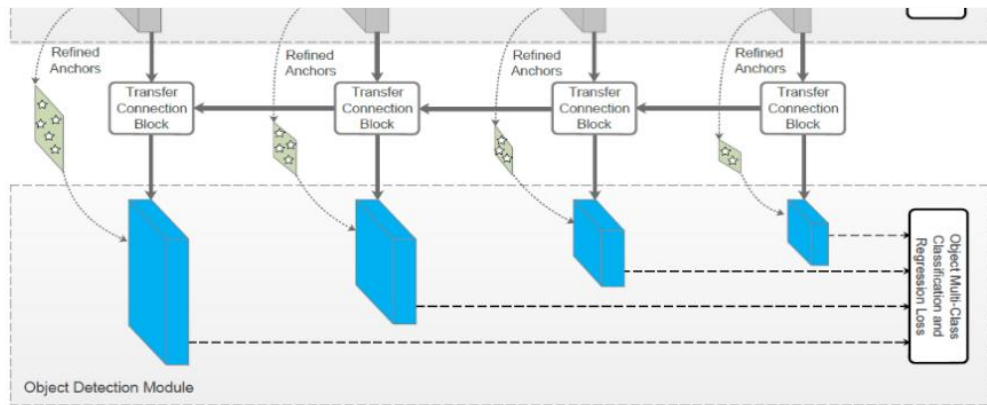 Refined
Anchors
Refined
Anchors
Refined
Anchors
Refined
Anchors
Transfer
Connection
Block
Transfer
Connection
Block
Transfer
Connection
Block
Transfer
Connection
Block
Object Multi-Class
Classification and
Regression Loss
Object Detection Module